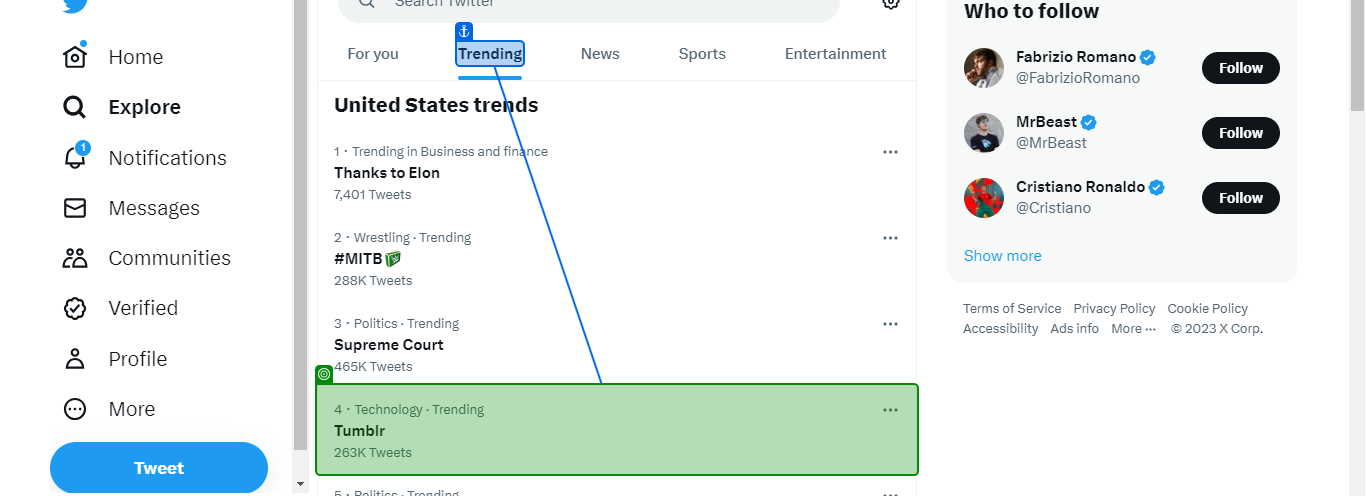 Search Twitter
Home
Explore
1
Notifications
Messages
Communities
Verified
Profile
More
Tweet
For you
Trending
News
Sports
Entertainment
United States trends
1 · Trending in Business and finance
Thanks to Elon
7,401 Tweets
2 · Wrestling · Trending
#MITB
288K Tweets
3 · Politics · Trending
Supreme Court
465K Tweets
4 · Technology · Trending
Tumblr
263K Tweets
5 · Politics · Trending
Who to follow
Fabrizio Romano
@FabrizioRomano
Follow
MrBeast
@MrBeast
Follow
Cristiano Ronaldo
@Cristiano
Follow
Show more
Terms of Service Privacy Policy Cookie Policy
Accessibility Ads info More ··· © 2023 X Corp.